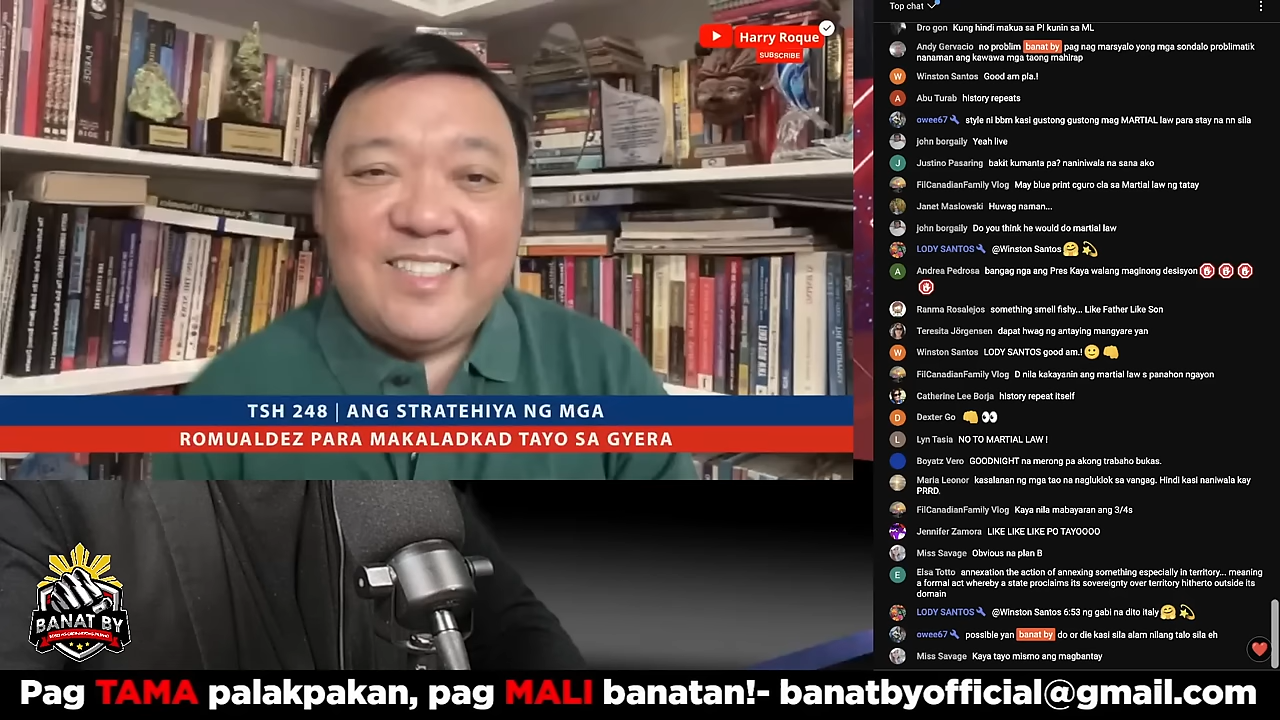 Harry Roque
SUBSCRIBE
TSH 248 | ANG STRATEHIYA NG MGA
ROMUALDEZ PARA MAKALADKAD TAYO SA GYERA
BANAT BY
Pag TAMA palakpakan, pag MALI banatan!- banatbyofficial@gmail.com
Top chat
Dro gon Kung hindi makua sa PI kunin sa ML
Andy Gervacio no problim banat by pag nag marsyalo yong mga sondalo problimatik
nanaman ang kawawa mga taong mahirap
W Winston Santos Good am pla.!
A Abu Turab history repeats
owee67 style ni bbm kasi gustong gustong mag MARTIAL law para stay na nn sila
john borgaily Yeah live
J Justino Pasaring bakit kumanta pa? naniniwala na sana ako
FilCanadianFamily Vlog May blue print cguro cla sa Martial law ng tatay
Janet Maslowski Huwag naman...
john borgaily Do you think he would do martial law
LODY SANTOS @Winston Santos 🤗 💫
A Andrea Pedrosa bangag nga ang Pres Kaya walang maginong desisyon
Ranma Rosalejos something smell fishy... Like Father Like Son
Teresita Jörgensen dapat hwag ng antaying mangyare yan
W Winston Santos LODY SANTOS good am.! 🙂 👊
FilCanadianFamily Vlog D nila kakayanin ang martial law s panahon ngayon
Catherine Lee Borja history repeat itself
D Dexter Go 👊 👀
L Lyn Tasia NO TO MARTIAL LAW !
Boyatz Vero GOODNIGHT na merong pa akong trabaho bukas.
Maria Leonor kasalanan ng mga tao na nagluklok sa vangag. Hindi kasi naniwala kay
PRRD.
FilCanadianFamily Vlog Kaya nila mabayaran ang 3/4s
Jennifer Zamora LIKE LIKE LIKE PO TAYOOOO
Miss Savage Obvious na plan B
E Elsa Totto annexation the action of annexing something especially in territory... meaning
a formal act whereby a state proclaims its sovereignty over territory hitherto outside its
domain
LODY SANTOS @Winston Santos 6:53 ng gabi na dito italy 🤗 💫
owee67 possible yan banat by do or die kasi sila alam nilang talo sila eh
Miss Savage Kaya tayo mismo ang magbantay